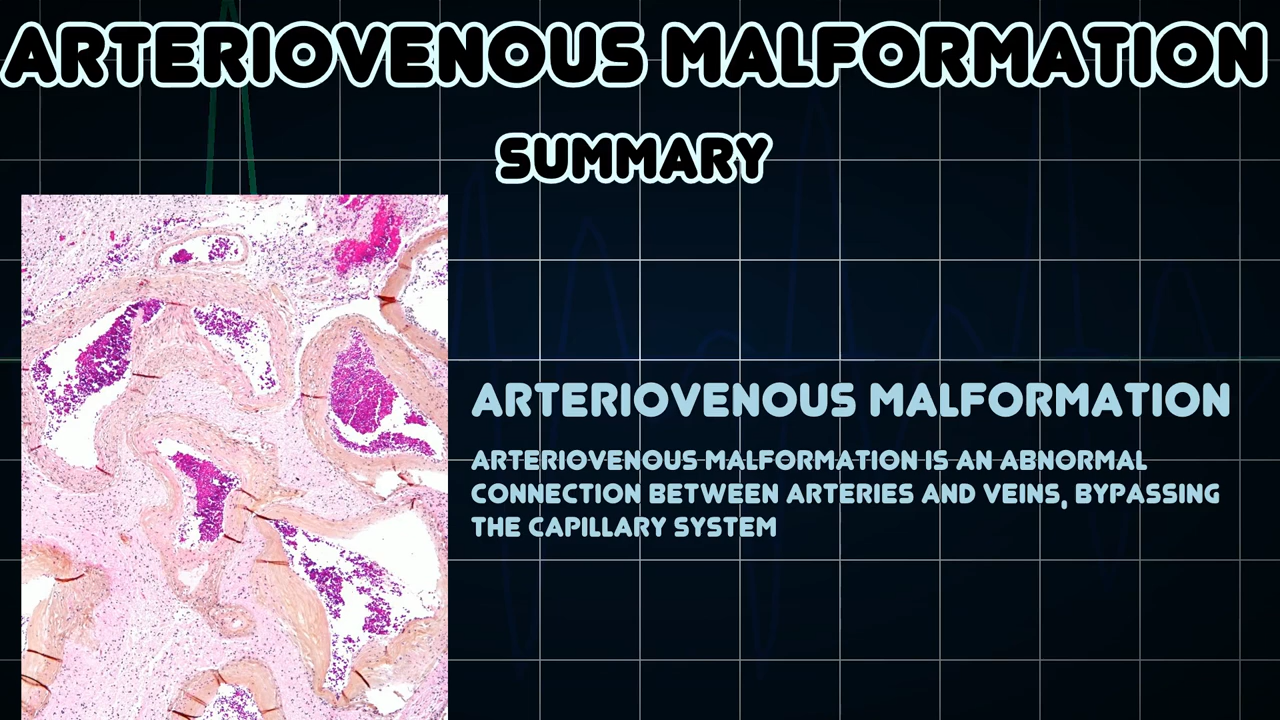 ARTERIOVENOUS MALFORMATION
SUMMARY
ARTERIOVENOUS MALFORMATION
ARTERIOVENOUS MALFORMATION IS AN ABNORMAL
CONNECTION BETWEEN ARTERIES AND VEINS, BYPASSING
THE CAPILLARY SYSTEM